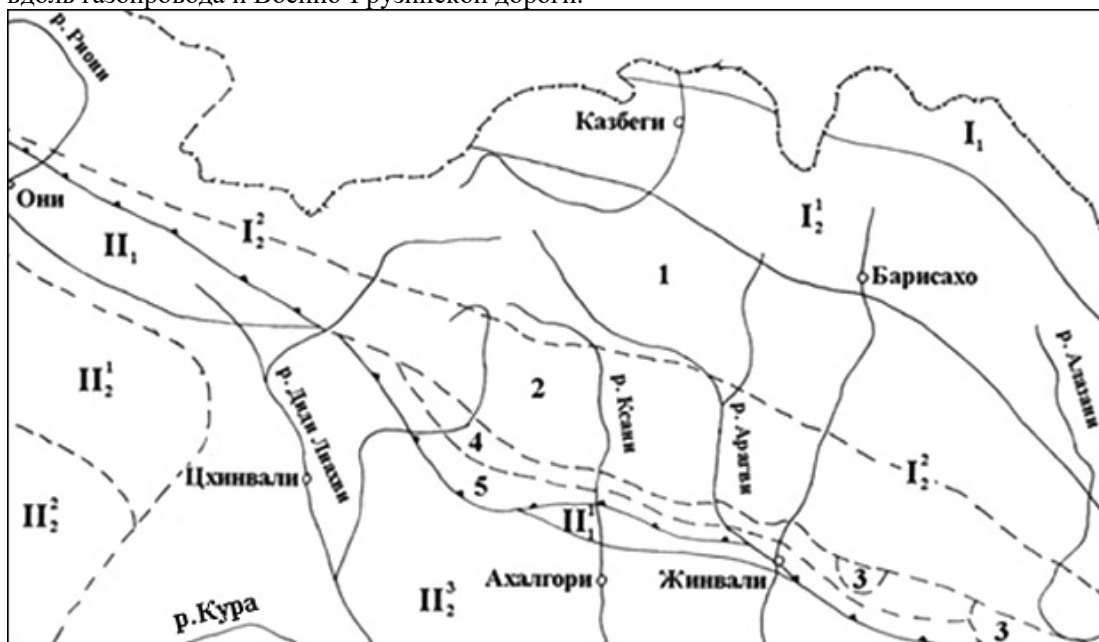 вдоль газопровода и Военно-Грузинской дороги.
р. Риони
Казбеги
I₁
Они
I₂²
I₂¹
II₁
1
Барисахо
р. Алазани
II₂¹
р. Диди Лиахви
2
р. Ксани
р. Арагви
4
Цхинвали
5
I₂²
II₂²
II₁¹
Ахалгори
Жинвали
3
II₂³
р.Кура
3